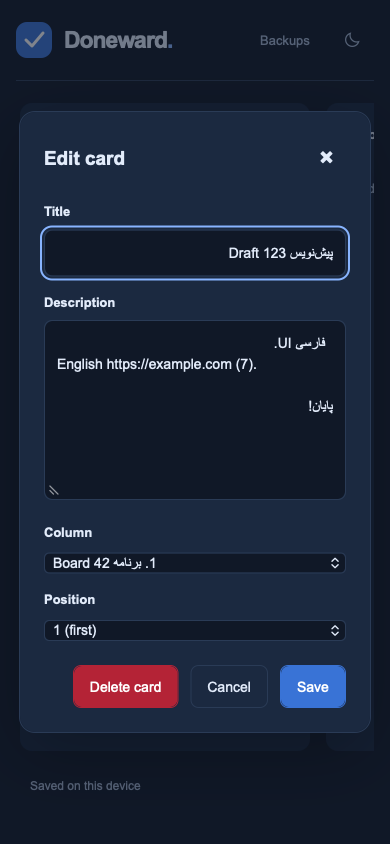 Doneward.
Backups
Edit card
Title
پیش‌نویس Draft 123
Description
فارسی UI.
English https://example.com (7).
پایان!
Column
1. برنامه Board 42
Position
1 (first)
Delete card
Cancel
Save
Saved on this device